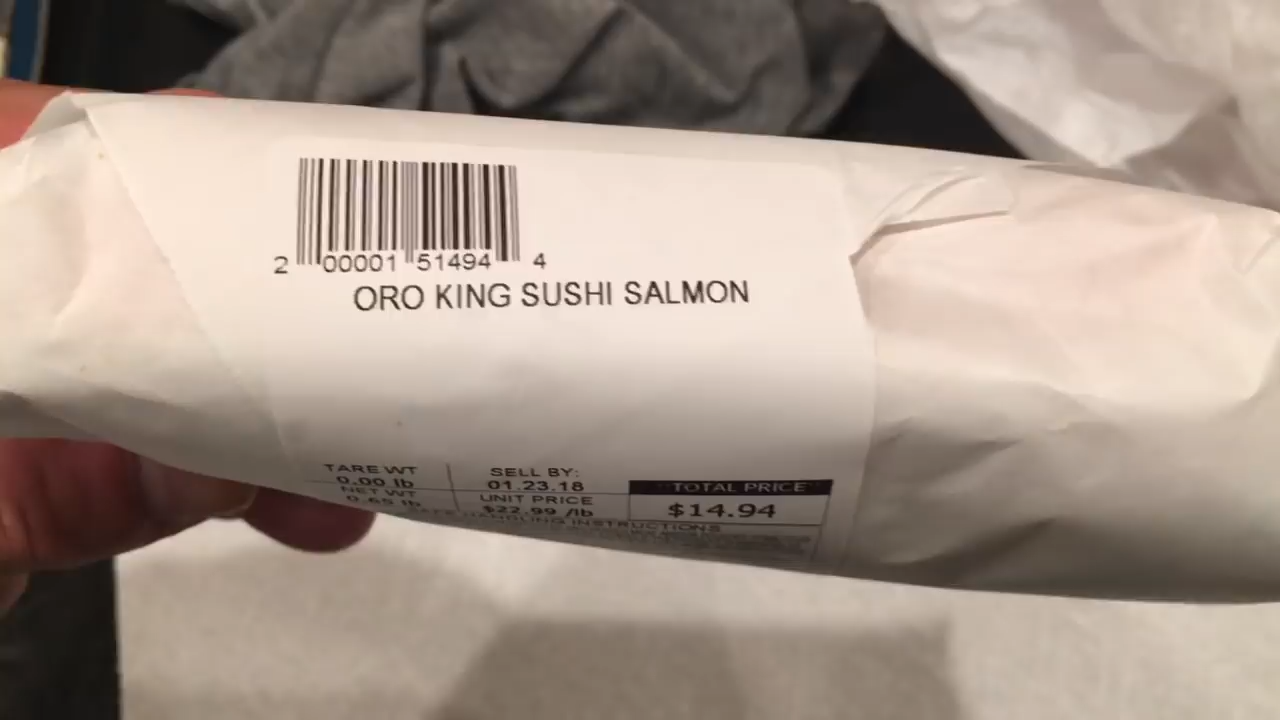 2 00001 51494 4
ORO KING SUSHI SALMON
TARE WT
0.00 lb
SELL BY:
01.23.18
NET WT
0.65 lb
UNIT PRICE
$22.99 /lb
TOTAL PRICE
$14.94
SAFE HANDLING INSTRUCTIONS